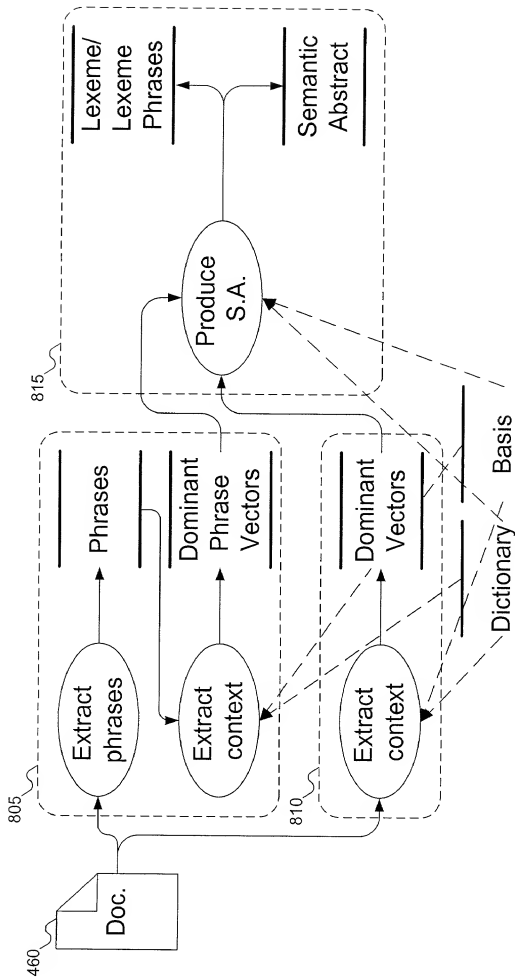 460
Doc.
805
Extract
phrases
Phrases
Extract
context
Dominant
Phrase
Vectors
810
Extract
context
Dominant
Vectors
815
Produce
S.A.
Lexeme/
Lexeme
Phrases
Semantic
Abstract
Dictionary
Basis